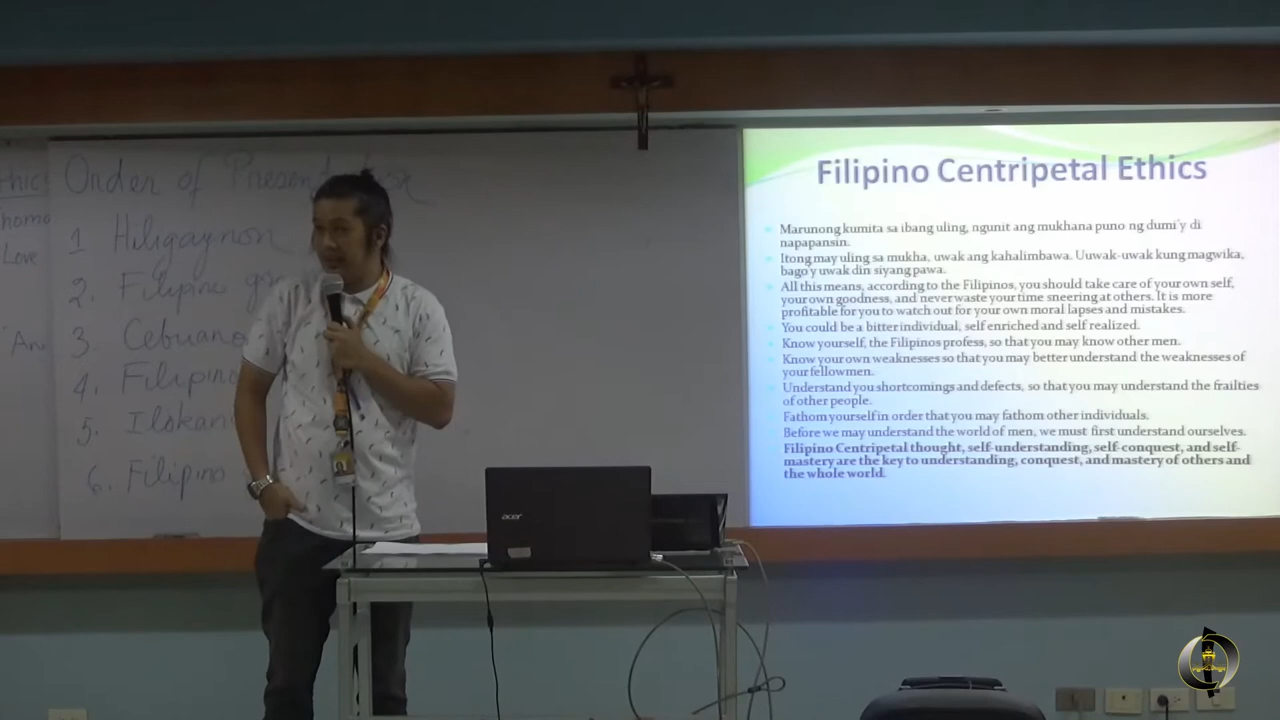 Order of
1 Hiligaynon
2. Filipino
3. Cebuano
4. Filipino
5. Ilokan
6. Filipino
Love
acer
Filipino Centripetal Ethics
Marunong kumita sa ibang uling, ngunit ang mukhana puno ng dumi'y di
napapansin.
Itong may uling sa mukha, uwak ang kahalimbawa. Uuwak-uwak kung magwika,
bago'y uwak din siyang pawa.
All this means, according to the Filipinos, you should take care of your own self,
your own goodness, and never waste your time sneering at others. It is more
profitable for you to watch out for your own moral lapses and mistakes.
You could be a bitter individual, self enriched and self realized.
Know yourself, the Filipinos profess, so that you may know other men.
Know your own weaknesses so that you may better understand the weaknesses of
your fellowmen.
Understand you shortcomings and defects, so that you may understand the frailties
of other people.
Fathom yourself in order that you may fathom other individuals.
Before we may understand the world of men, we must first understand ourselves.
Filipino Centripetal thought, self-understanding, self-conquest, and self-
mastery are the key to understanding, conquest, and mastery of others and
the whole world.